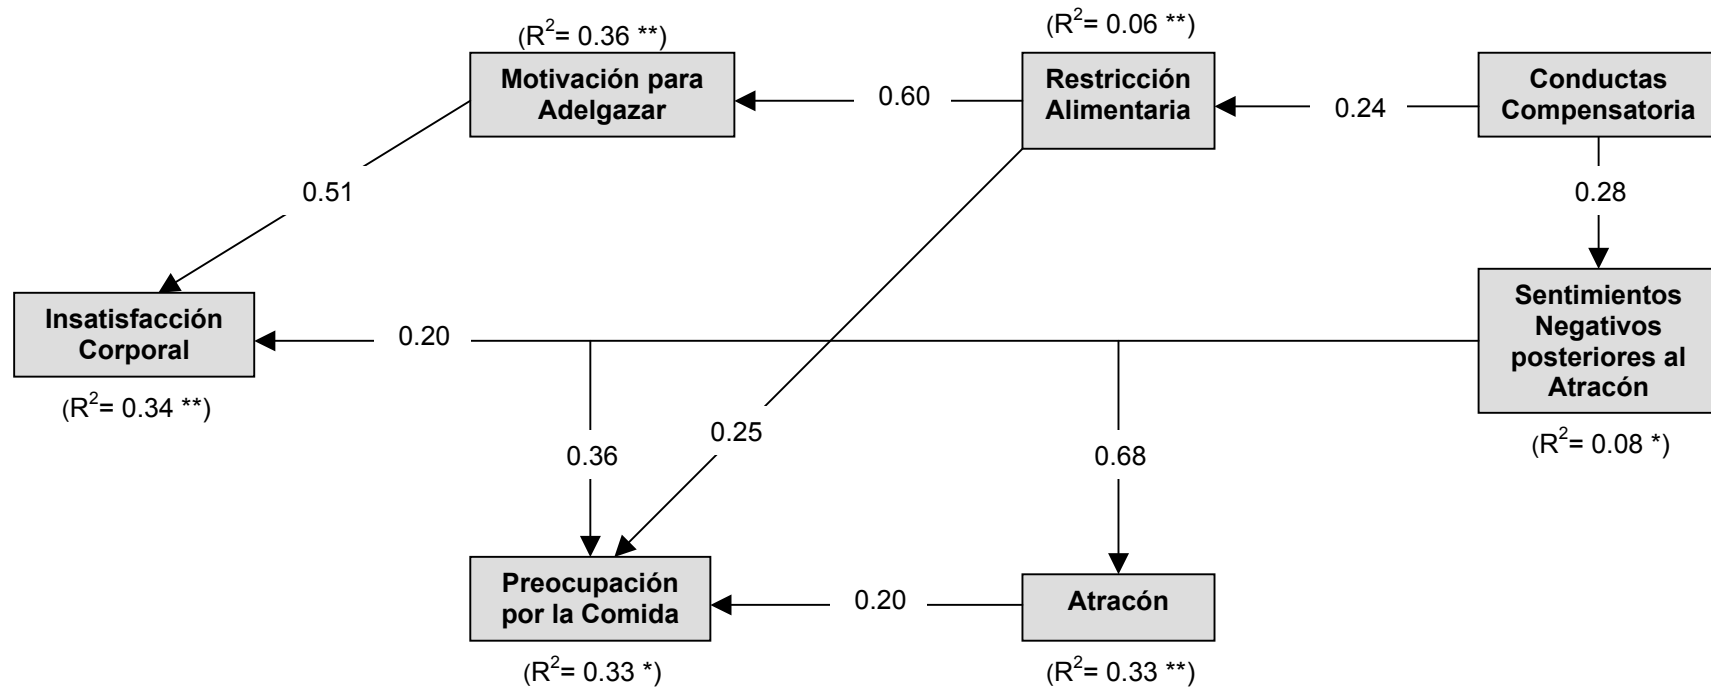 (R²= 0.36 **)
Motivación para
Adelgazar
(R²= 0.06 **)
Restricción
Alimentaria
Conductas
Compensatoria
0.60
0.24
0.51
0.28
Insatisfacción
Corporal
(R²= 0.34 **)
0.20
Sentimientos
Negativos
posteriores al
Atracón
(R²= 0.08 *)
0.25
0.36
0.68
Preocupación
por la Comida
(R²= 0.33 *)
0.20
Atracón
(R²= 0.33 **)